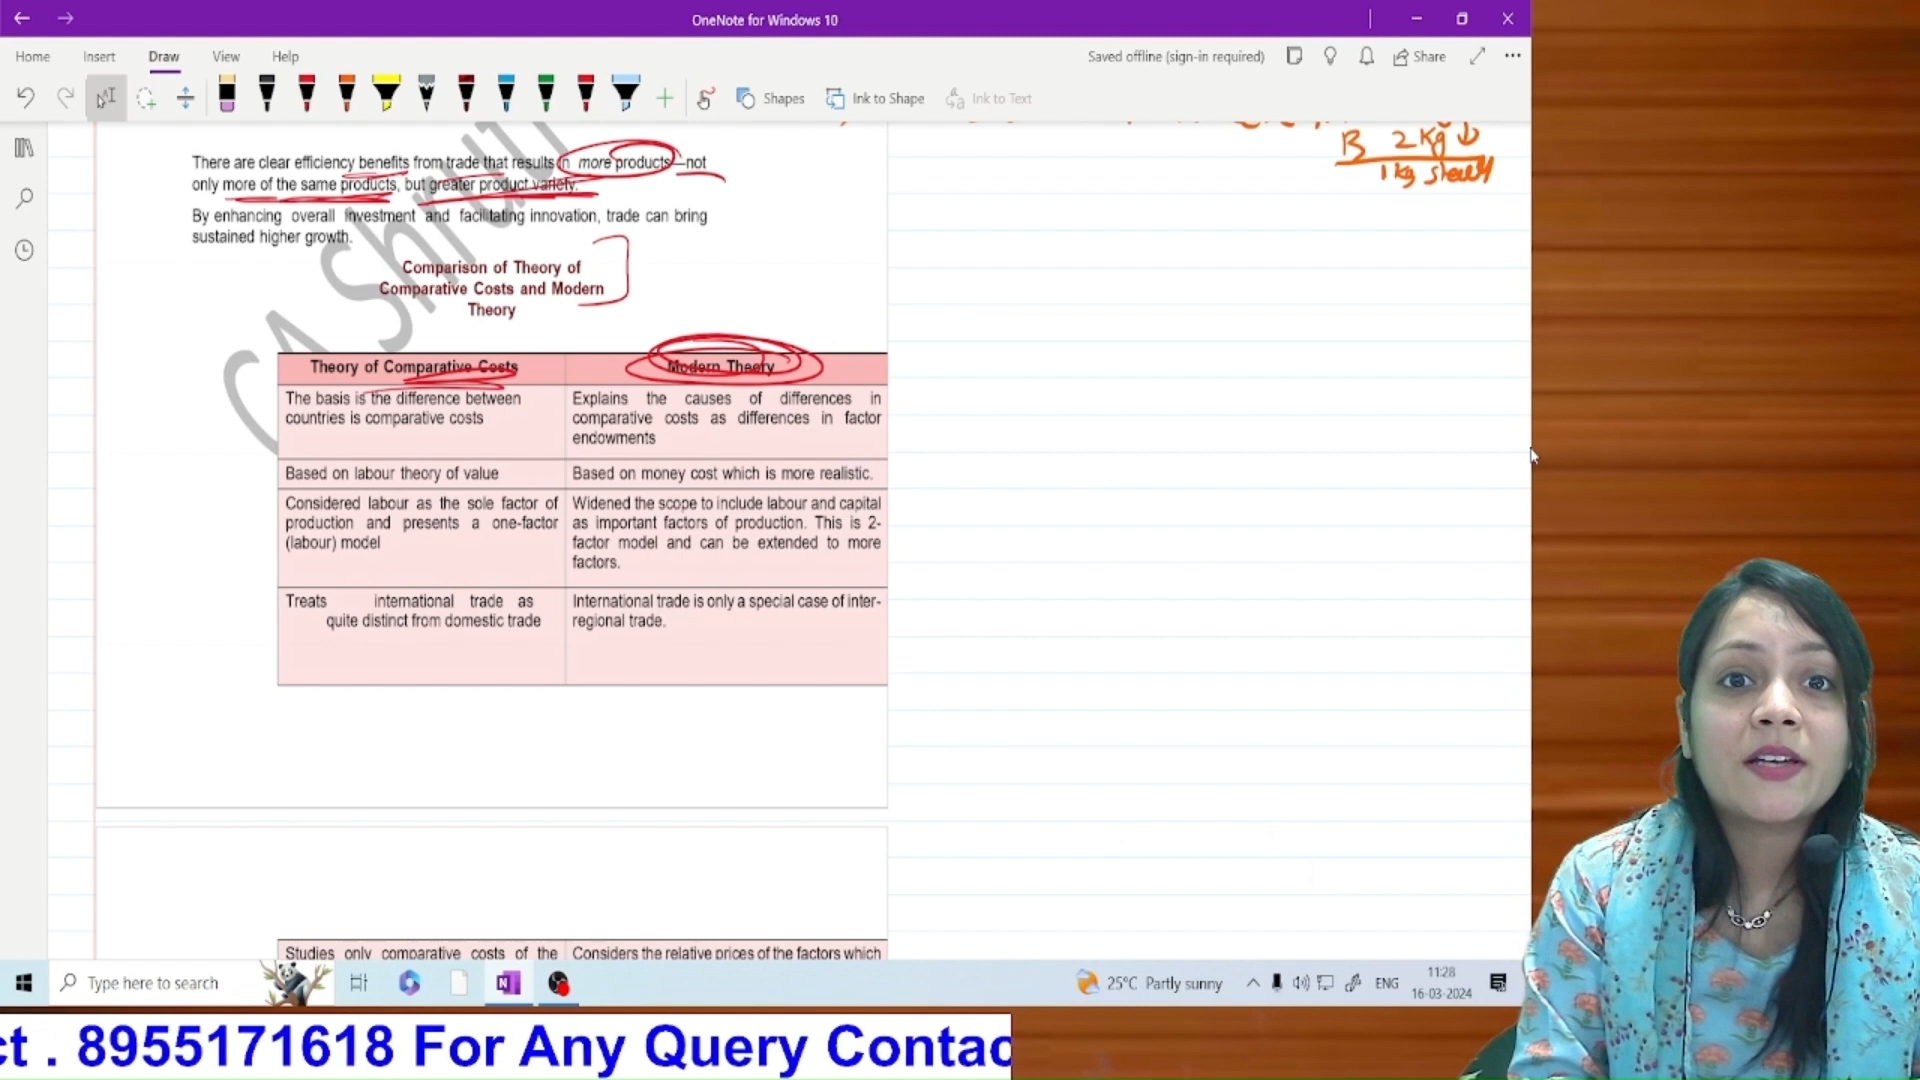 OneNote for Windows 10
Home Insert Draw View Help
Saved offline (sign-in required) Share
Shapes Ink to Shape Ink to Text
B 2 Kg
1 kg
There are clear efficiency benefits from trade that results in more products—not
only more of the same products, but greater product variety.
By enhancing overall investment and facilitating innovation, trade can bring
sustained higher growth.
CA Shruti
Comparison of Theory of
Comparative Costs and Modern
Theory
Theory of Comparative Costs
Modern Theory
The basis is the difference between
countries is comparative costs
Explains the causes of differences in
comparative costs as differences in factor
endowments
Based on labour theory of value
Based on money cost which is more realistic.
Considered labour as the sole factor of
production and presents a one-factor
(labour) model
Widened the scope to include labour and capital
as important factors of production. This is 2-
factor model and can be extended to more
factors.
Treats international trade as
quite distinct from domestic trade
International trade is only a special case of inter-
regional trade.
Studies only comparative costs of the
Considers the relative prices of the factors which
Type here to search
25°C Partly sunny
ENG
11:28
16-03-2024
ct . 8955171618 For Any Query Contac